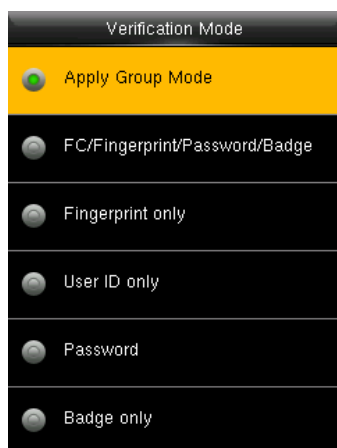 Verification Mode
Apply Group Mode
FC/Fingerprint/Password/Badge
Fingerprint only
User ID only
Password
Badge only